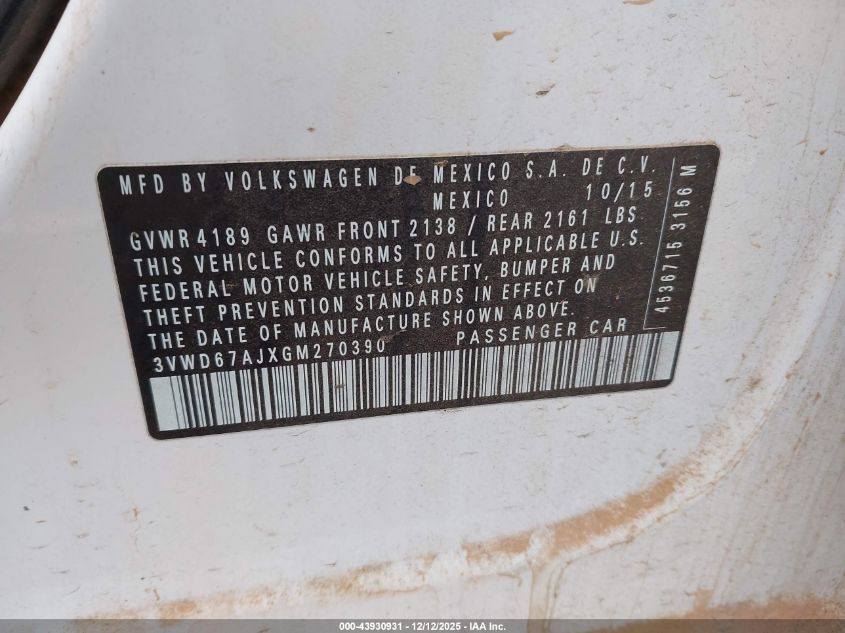 MFD BY VOLKSWAGEN DE MEXICO S.A. DE C.V.
MEXICO 10/15
GVWR 4189 GAWR FRONT 2138 / REAR 2161 LBS
THIS VEHICLE CONFORMS TO ALL APPLICABLE U.S.
FEDERAL MOTOR VEHICLE SAFETY, BUMPER AND
THEFT PREVENTION STANDARDS IN EFFECT ON
THE DATE OF MANUFACTURE SHOWN ABOVE.
3VWD67AJXGM270390 PASSENGER CAR
4536715 3156 M
000-43930931 - 12/12/2025 - IAA Inc.